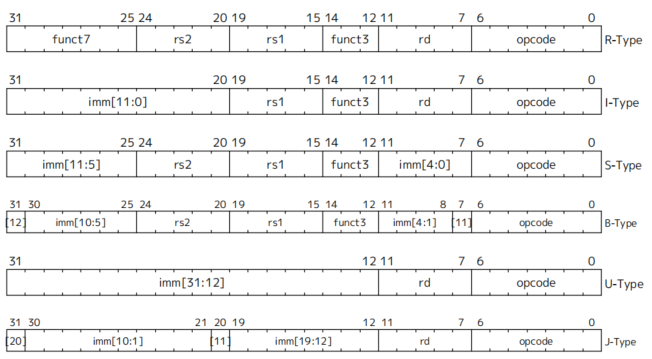 31 25 24 20 19 15 14 12 11 7 6 0
funct7 rs2 rs1 funct3 rd opcode R-Type
31 20 19 15 14 12 11 7 6 0
imm[11:0] rs1 funct3 rd opcode I-Type
31 25 24 20 19 15 14 12 11 7 6 0
imm[11:5] rs2 rs1 funct3 imm[4:0] opcode S-Type
31 30 25 24 20 19 15 14 12 11 8 7 6 0
[12] imm[10:5] rs2 rs1 funct3 imm[4:1] [11] opcode B-Type
31 12 11 7 6 0
imm[31:12] rd opcode U-Type
31 30 21 20 19 12 11 7 6 0
[20] imm[10:1] [11] imm[19:12] rd opcode J-Type